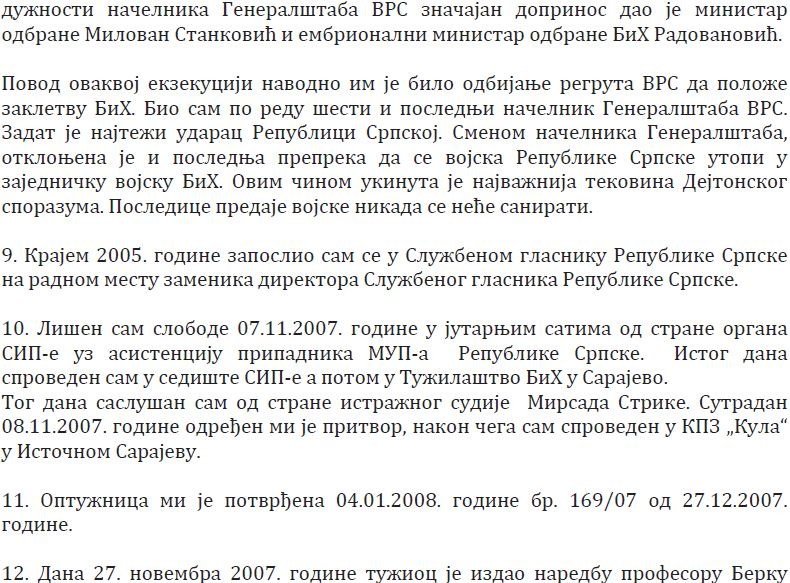 дужности начелника Генералштаба ВРС значајан допринос дао је министар
одбране Милован Станковић и ембрионални министар одбране БиХ Радовановић.
Повод оваквој екзекуцији наводно им је било одбијање регрута ВРС да положе
заклетву БиХ. Био сам по реду шести и последњи начелник Генералштаба ВРС.
Задат је најтежи ударац Републици Српској. Сменом начелника Генералштаба,
отклоњена је и последња препрека да се војска Републике Српске утопи у
заједничку војску БиХ. Овим чином укинута је најважнија тековина Дејтонског
споразума. Последице предаје војске никада се неће санирати.
9. Крајем 2005. године запослио сам се у Службеном гласнику Републике Српске
на радном месту заменика директора Службеног гласника Републике Српске.
10. Лишен сам слободе 07.11.2007. године у јутарњим сатима од стране органа
СИП-е уз асистенцију припадника МУП-а Републике Српске. Истог дана
спроведен сам у седиште СИП-е а потом у Тужилаштво БиХ у Сарајево.
Тог дана саслушан сам од стране истражног судије Мирсада Стрике. Сутрадан
08.11.2007. године одређен ми је притвор, након чега сам спроведен у КПЗ „Кула“
у Источном Сарајеву.
11. Оптужница ми је потврђена 04.01.2008. године бр. 169/07 од 27.12.2007.
године.
12. Дана 27. новембра 2007. године тужиоц је издао наредбу професору Берку